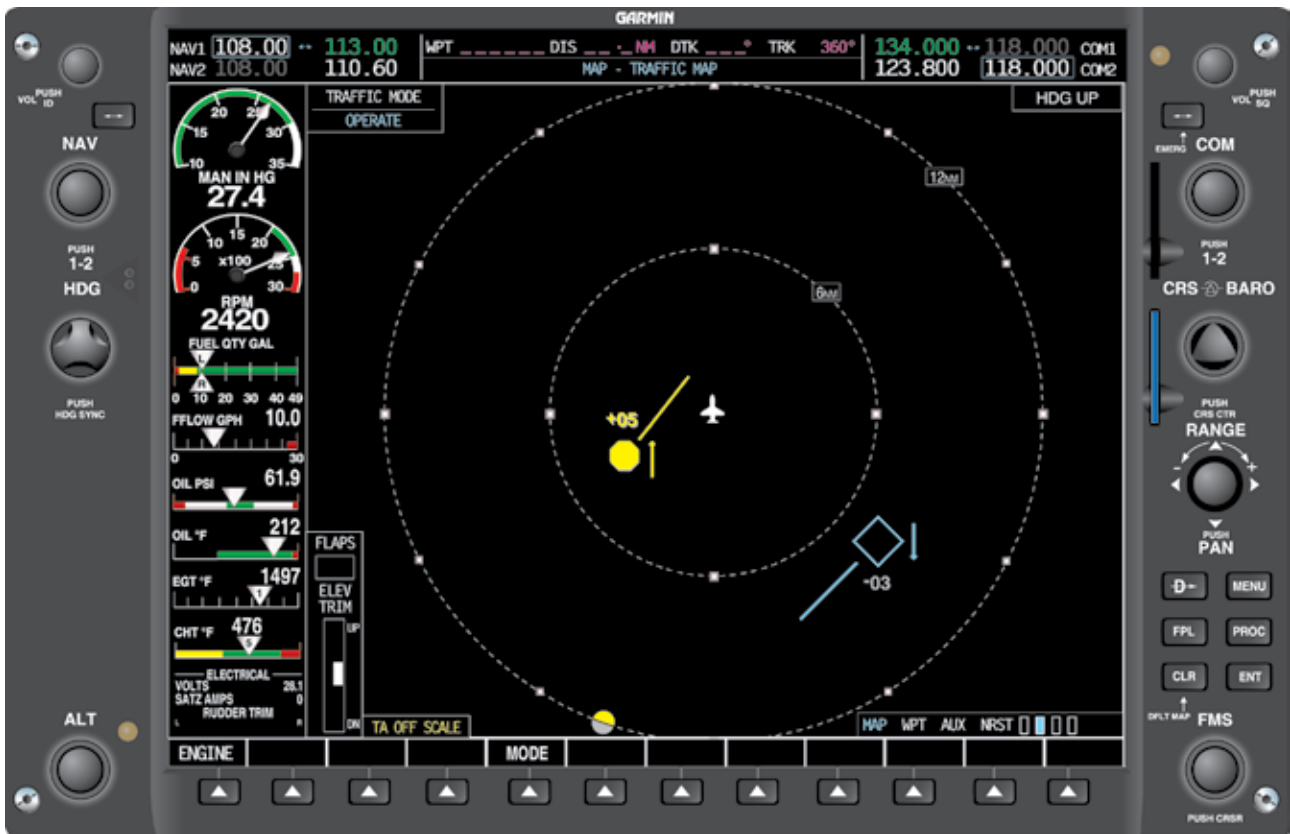 GARMIN
NAV1 108.00 ↔ 113.00 WPT _ _ _ _ _ _ DIS _ _ ._ NM DTK _ _ _° TRK 360° 134.000 ↔ 118.000 COM1
NAV2 108.00 110.60 MAP - TRAFFIC MAP 123.800 118.000 COM2
VOL PUSH ID
VOL PUSH SQ
NAV
EMERG
COM
PUSH
1-2
HDG
PUSH
HDG SYNC
ALT
TRAFFIC MODE
OPERATE
HDG UP
10 15 20 25 30 35
MAN IN HG
27.4
0 5 10 15 20 25 30
x100
RPM
2420
FUEL QTY GAL
L
R
0 10 20 30 40 49
FFLOW GPH 10.0
0 30
OIL PSI 61.9
OIL °F 212
EGT °F 1497
1
CHT °F 476
5
ELECTRICAL
VOLTS 28.1
SATZ AMPS 0
RUDDER TRIM
L R
FLAPS
ELEV
TRIM
UP
DN
12NM
6NM
+05
-03
TA OFF SCALE
MAP WPT AUX NRST
ENGINE MODE
PUSH
1-2
CRS BARO
PUSH
CRS CTR
RANGE
- +
PUSH
PAN
D MENU
FPL PROC
CLR ENT
DFLT MAP
FMS
PUSH CRSR